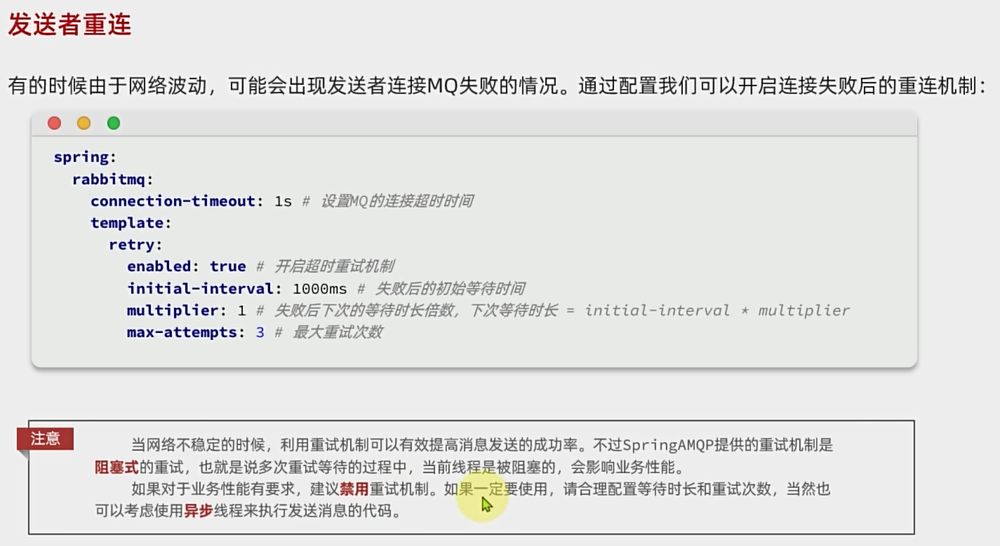 发送者重连
有的时候由于网络波动，可能会出现发送者连接MQ失败的情况。通过配置我们可以开启连接失败后的重连机制：
spring:
  rabbitmq:
    connection-timeout: 1s # 设置MQ的连接超时时间
    template:
      retry:
        enabled: true # 开启超时重试机制
        initial-interval: 1000ms # 失败后的初始等待时间
        multiplier: 1 # 失败后下次的等待时长倍数，下次等待时长 = initial-interval * multiplier
        max-attempts: 3 # 最大重试次数
注意
当网络不稳定的时候，利用重试机制可以有效提高消息发送的成功率。不过SpringAMQP提供的重试机制是
阻塞式的重试，也就是说多次重试等待的过程中，当前线程是被阻塞的，会影响业务性能。
如果对于业务性能有要求，建议禁用重试机制。如果一定要使用，请合理配置等待时长和重试次数，当然也
可以考虑使用异步线程来执行发送消息的代码。